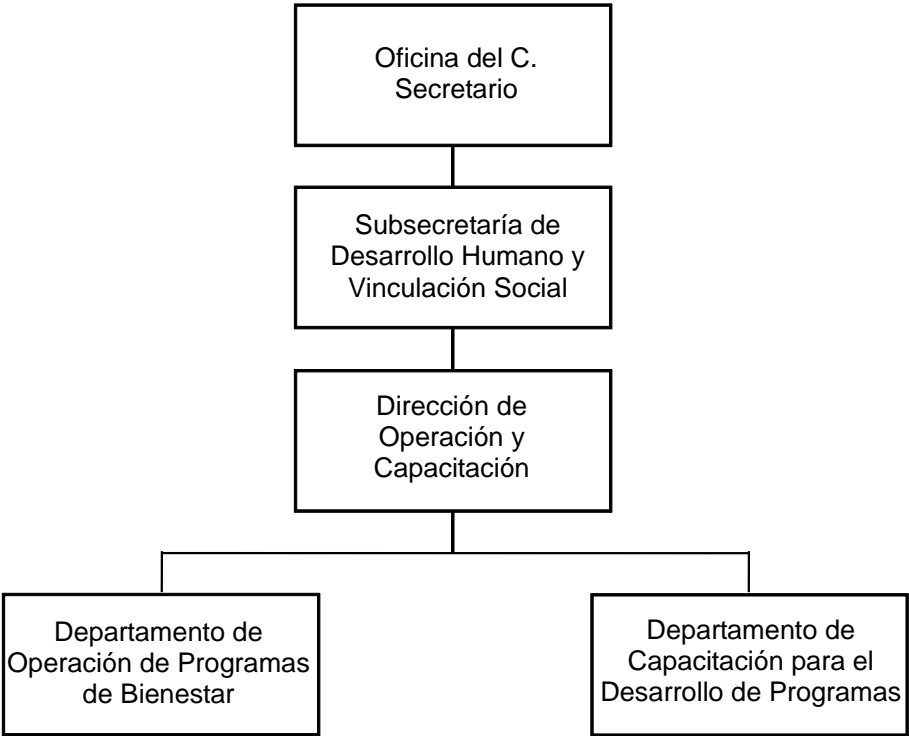 Oficina del C.
Secretario
Subsecretaría de
Desarrollo Humano y
Vinculación Social
Dirección de
Operación y
Capacitación
Departamento de
Operación de Programas
de Bienestar
Departamento de
Capacitación para el
Desarrollo de Programas